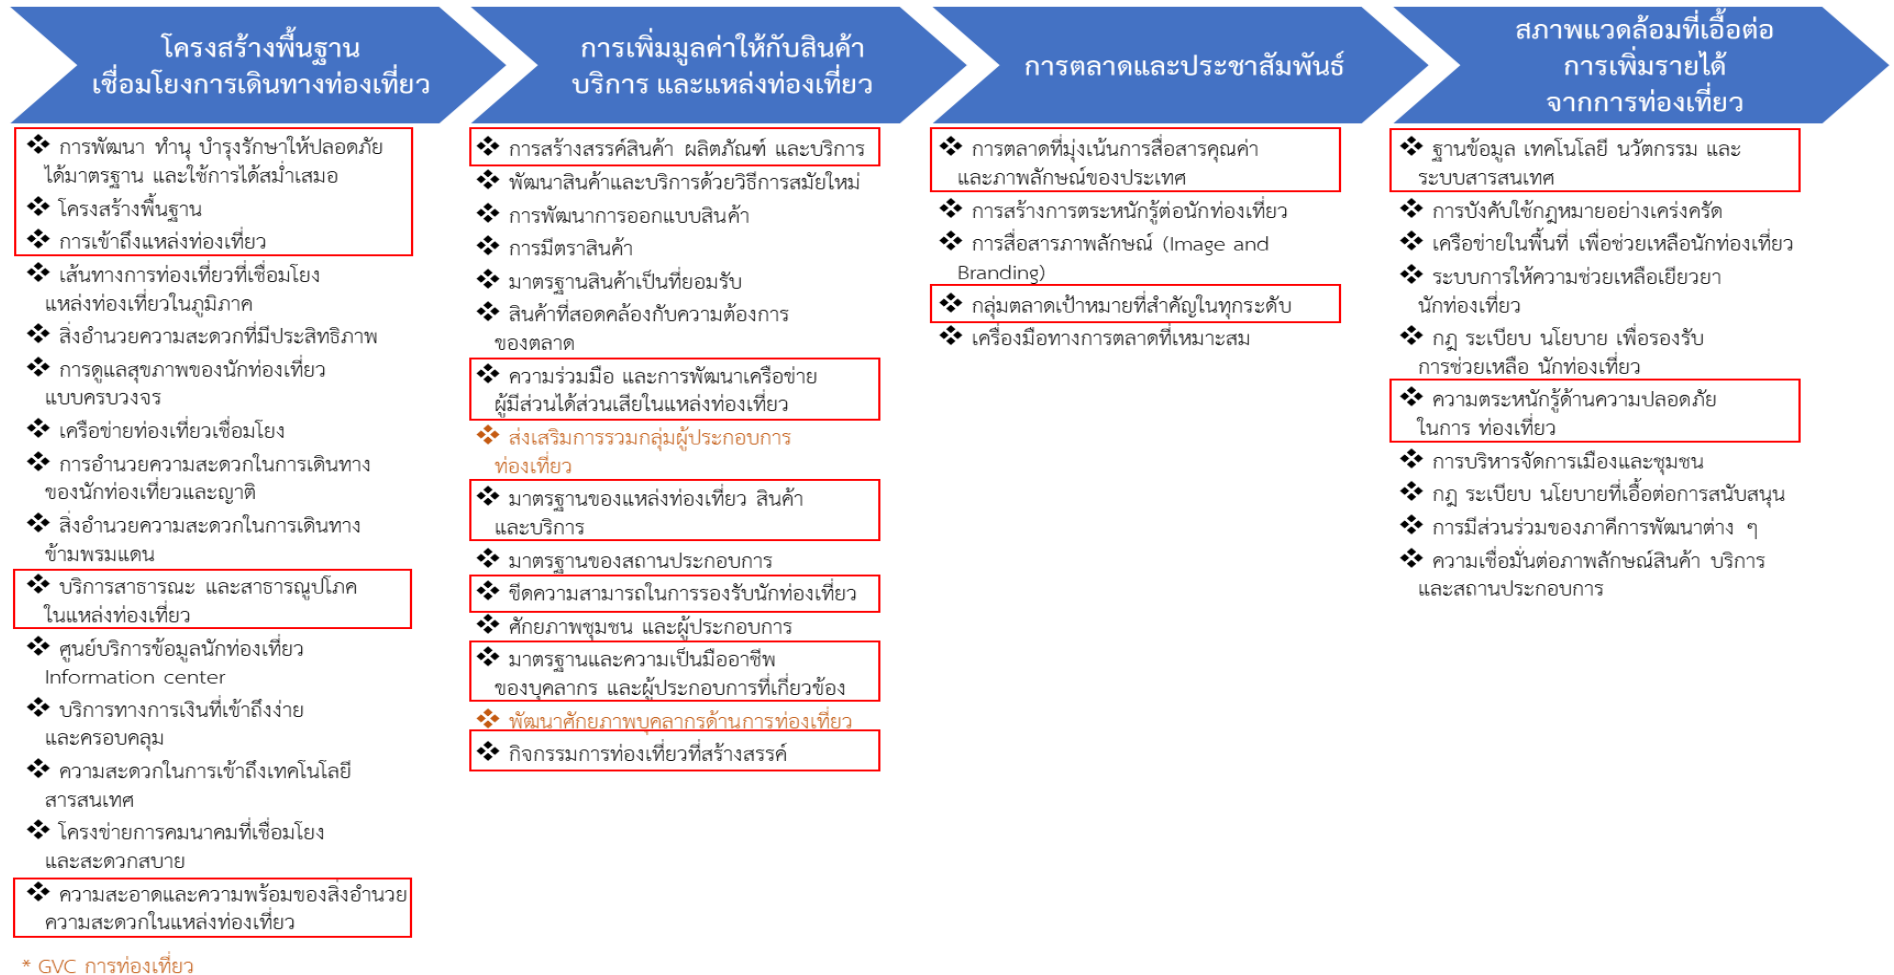 โครงสร้างพื้นฐาน
เชื่อมโยงการเดินทางท่องเที่ยว
❖ การพัฒนา ทำนุ บำรุงรักษาให้ปลอดภัย
ได้มาตรฐาน และใช้การได้สม่ำเสมอ
❖ โครงสร้างพื้นฐาน
❖ การเข้าถึงแหล่งท่องเที่ยว
❖ เส้นทางการท่องเที่ยวที่เชื่อมโยง
แหล่งท่องเที่ยวในภูมิภาค
❖ สิ่งอำนวยความสะดวกที่มีประสิทธิภาพ
❖ การดูแลสุขภาพของนักท่องเที่ยว
แบบครบวงจร
❖ เครือข่ายท่องเที่ยวเชื่อมโยง
❖ การอำนวยความสะดวกในการเดินทาง
ของนักท่องเที่ยวและญาติ
❖ สิ่งอำนวยความสะดวกในการเดินทาง
ข้ามพรมแดน
❖ บริการสาธารณะ และสาธารณูปโภค
ในแหล่งท่องเที่ยว
❖ ศูนย์บริการข้อมูลนักท่องเที่ยว
Information center
❖ บริการทางการเงินที่เข้าถึงง่าย
และครอบคลุม
❖ ความสะดวกในการเข้าถึงเทคโนโลยี
สารสนเทศ
❖ โครงข่ายการคมนาคมที่เชื่อมโยง
และสะดวกสบาย
❖ ความสะอาดและความพร้อมของสิ่งอำนวย
ความสะดวกในแหล่งท่องเที่ยว
* GVC การท่องเที่ยว
การเพิ่มมูลค่าให้กับสินค้า
บริการ และแหล่งท่องเที่ยว
❖ การสร้างสรรค์สินค้า ผลิตภัณฑ์ และบริการ
❖ พัฒนาสินค้าและบริการด้วยวิธีการสมัยใหม่
❖ การพัฒนาการออกแบบสินค้า
❖ การมีตราสินค้า
❖ มาตรฐานสินค้าเป็นที่ยอมรับ
❖ สินค้าที่สอดคล้องกับความต้องการ
ของตลาด
❖ ความร่วมมือ และการพัฒนาเครือข่าย
ผู้มีส่วนได้ส่วนเสียในแหล่งท่องเที่ยว
❖ ส่งเสริมการรวมกลุ่มผู้ประกอบการ
ท่องเที่ยว
❖ มาตรฐานของแหล่งท่องเที่ยว สินค้า
และบริการ
❖ มาตรฐานของสถานประกอบการ
❖ ขีดความสามารถในการรองรับนักท่องเที่ยว
❖ ศักยภาพชุมชน และผู้ประกอบการ
❖ มาตรฐานและความเป็นมืออาชีพ
ของบุคลากร และผู้ประกอบการที่เกี่ยวข้อง
❖ พัฒนาศักยภาพบุคลากรด้านการท่องเที่ยว
❖ กิจกรรมการท่องเที่ยวที่สร้างสรรค์
การตลาดและประชาสัมพันธ์
❖ การตลาดที่มุ่งเน้นการสื่อสารคุณค่า
และภาพลักษณ์ของประเทศ
❖ การสร้างการตระหนักรู้ต่อนักท่องเที่ยว
❖ การสื่อสารภาพลักษณ์ (Image and
Branding)
❖ กลุ่มตลาดเป้าหมายที่สำคัญในทุกระดับ
❖ เครื่องมือทางการตลาดที่เหมาะสม
สภาพแวดล้อมที่เอื้อต่อ
การเพิ่มรายได้
จากการท่องเที่ยว
❖ ฐานข้อมูล เทคโนโลยี นวัตกรรม และ
ระบบสารสนเทศ
❖ การบังคับใช้กฎหมายอย่างเคร่งครัด
❖ เครือข่ายในพื้นที่ เพื่อช่วยเหลือนักท่องเที่ยว
❖ ระบบการให้ความช่วยเหลือเยียวยา
นักท่องเที่ยว
❖ กฎ ระเบียบ นโยบาย เพื่อรองรับ
การช่วยเหลือ นักท่องเที่ยว
❖ ความตระหนักรู้ด้านความปลอดภัย
ในการ ท่องเที่ยว
❖ การบริหารจัดการเมืองและชุมชน
❖ กฎ ระเบียบ นโยบายที่เอื้อต่อการสนับสนุน
❖ การมีส่วนร่วมของภาคีการพัฒนาต่าง ๆ
❖ ความเชื่อมั่นต่อภาพลักษณ์สินค้า บริการ
และสถานประกอบการ